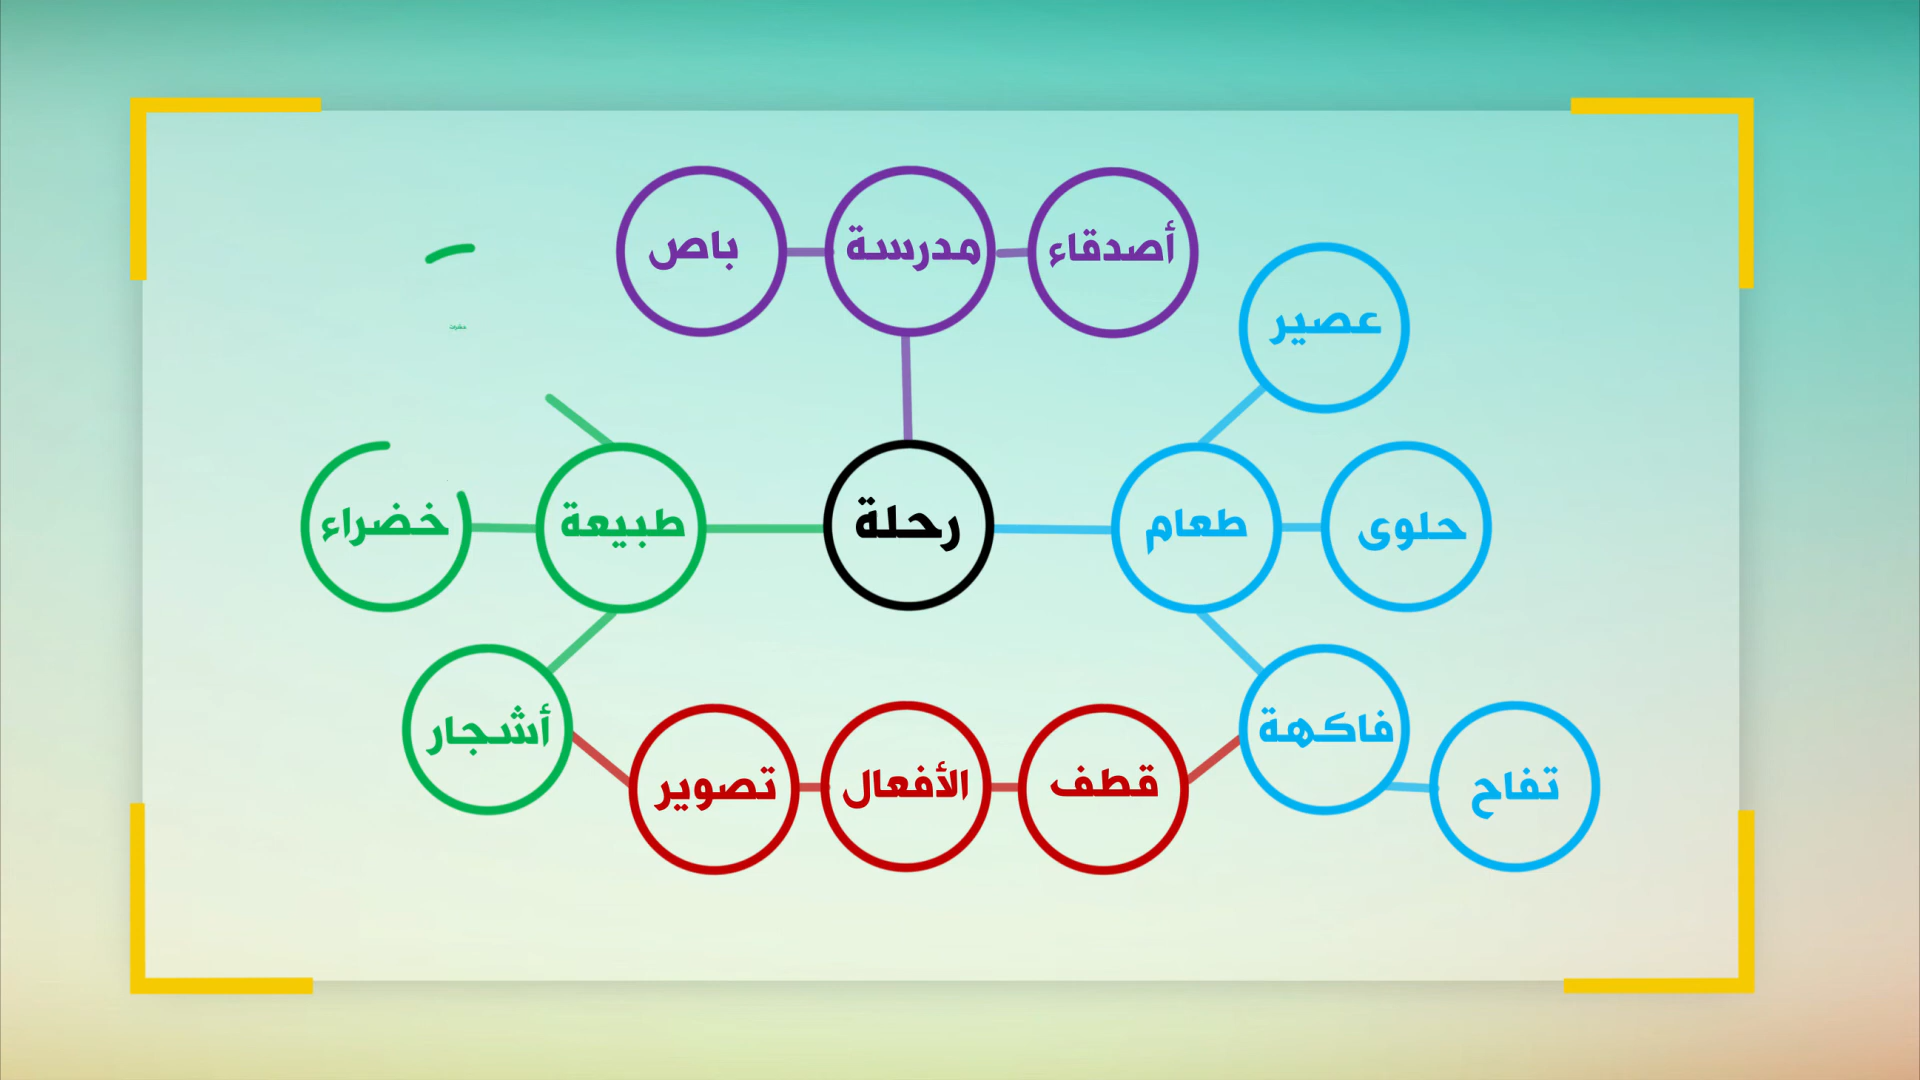 أصدقاء
مدرسة
باص
عصير
حلوى
طعام
رحلة
طبيعة
خضراء
فاكهة
تفاح
أشجار
قطف
الأفعال
تصوير